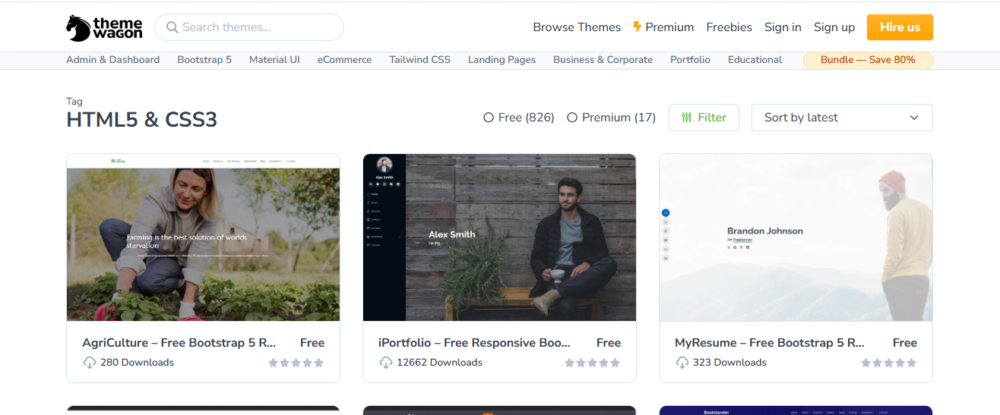 theme
wagon
Search themes...
Browse Themes
Premium
Freebies
Sign in
Sign up
Hire us
Admin & Dashboard
Bootstrap 5
Material UI
eCommerce
Tailwind CSS
Landing Pages
Business & Corporate
Portfolio
Educational
Bundle — Save 80%
Tag
HTML5 & CSS3
Free (826)
Premium (17)
Filter
Sort by latest
Farming is the best solution of worlds
starvation
AgriCulture – Free Bootstrap 5 R...
Free
280 Downloads
Alex Smith
Alex Smith
iPortfolio – Free Responsive Boo...
Free
12662 Downloads
Brandon Johnson
I'm Freelancer
MyResume – Free Bootstrap 5 R...
Free
323 Downloads
Bootslander